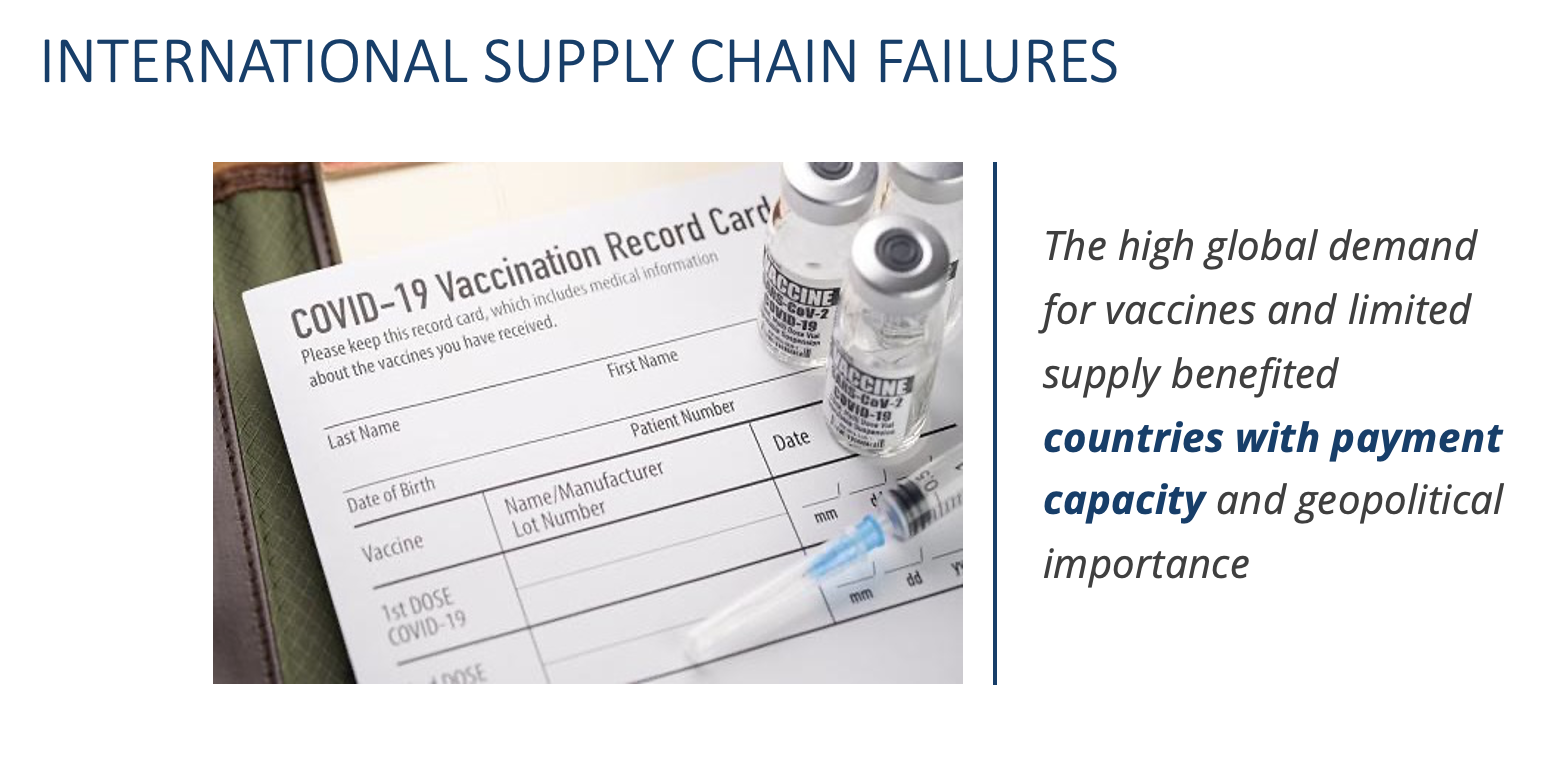 INTERNATIONAL SUPPLY CHAIN FAILURES
COVID-19 Vaccination Record Card
Please keep this record card, which includes medical information
about the vaccines you have received.
Last Name
First Name
Date of Birth
Patient Number
Vaccine
Name/Manufacturer
Lot Number
Date
1st DOSE
COVID-19
mm
mm dd
DOSE
VACCINE
SARS-CoV-2
COVID-19
VACCINE
SARS-CoV-2
COVID-19
The high global demand
for vaccines and limited
supply benefited
countries with payment
capacity and geopolitical
importance